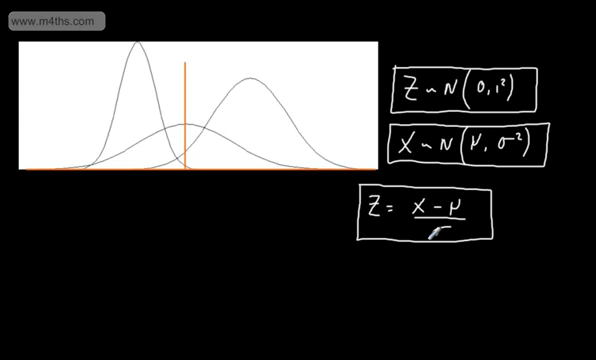 www.m4ths.com
Z ~ N(0, 1²)
X ~ N(μ, σ²)
Z = X - μ / σ